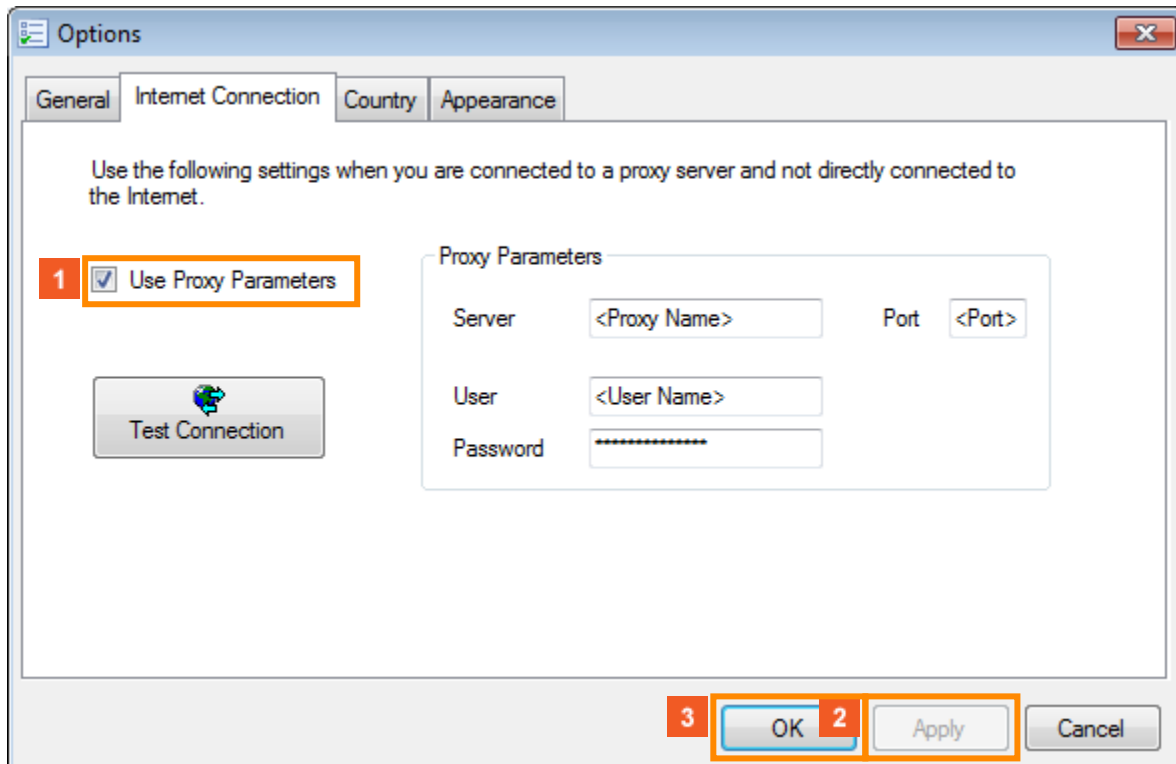 Options
General Internet Connection Country Appearance
Use the following settings when you are connected to a proxy server and not directly connected to
the Internet.
Proxy Parameters
1 Use Proxy Parameters
Server <Proxy Name> Port <Port>
User <User Name>
Test Connection
Password **************
3 OK 2 Apply Cancel